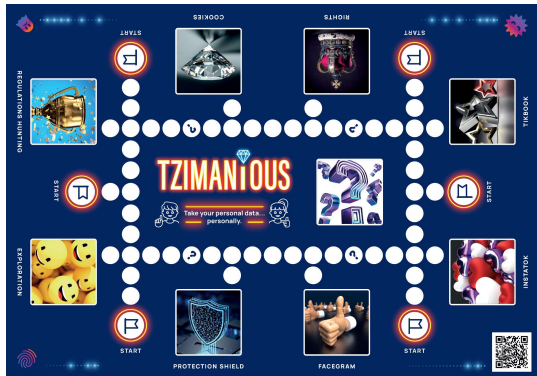 COOKIES
RIGHTS
START
START
REGULATIONS HUNTING
TIKBOOK
?
?
TZIMANIOUS
START
START
Take your personal data...
personally.
EXPLORATION
INSTATOK
?
?
START
START
PROTECTION SHIELD
FACEGRAM